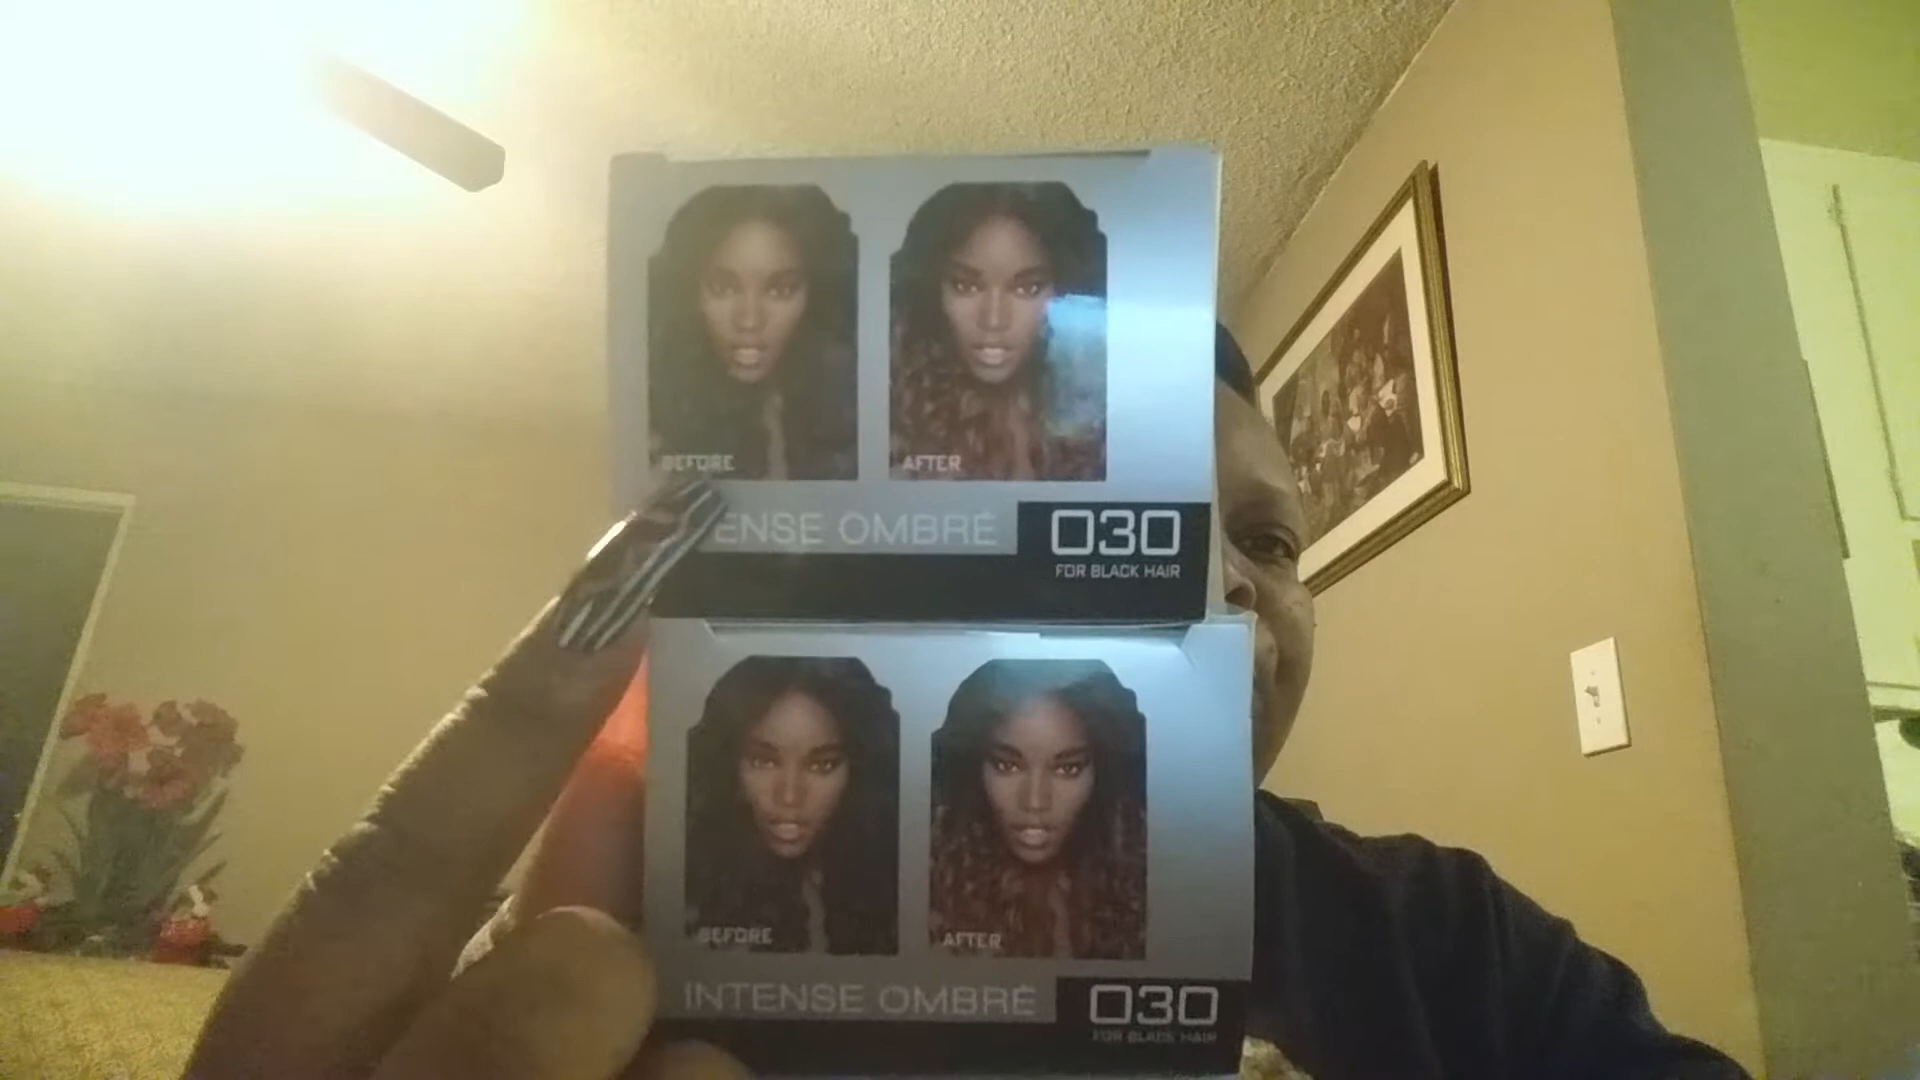 BEFORE
AFTER
ENSE OMBRÉ
030
FOR BLACK HAIR
BEFORE
AFTER
INTENSE OMBRÉ
030
FOR BLACK HAIR